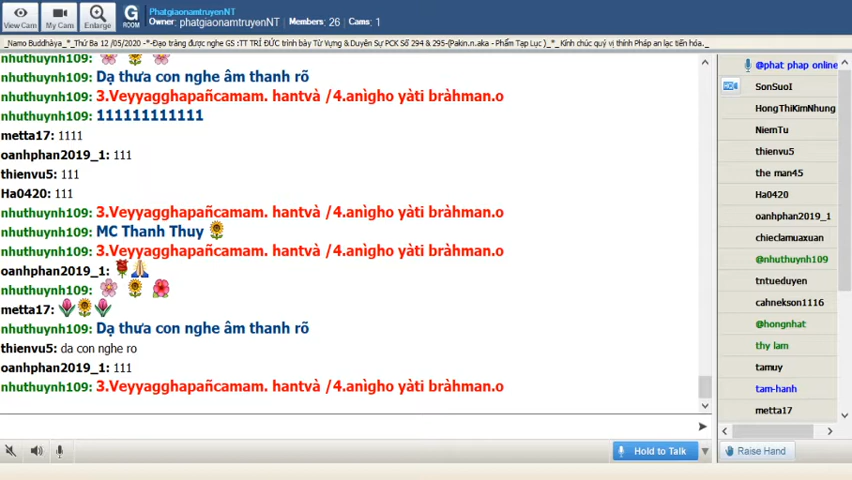 View Cam
My Cam
Enlarge
G
ROOM
PhatgiaonamtruyenNT
Owner: phatgiaonamtruyenNT Members: 26 Cams: 1
_Namo Buddhàya_*_Thứ Ba 12 /05/2020 -*-Đạo tràng được nghe GS :TT TRÍ ĐỨC trình bày Từ Vựng &Duyên Sự PCK Số 294 & 295-(Pakin.n.aka - Phẩm Tạp Lục )_*_Kính chúc quý vị thính Pháp an lạc tiến hóa._
nhuthuynh109:
nhuthuynh109: Dạ thưa con nghe âm thanh rõ
nhuthuynh109: 3.Veyyagghapañcamam. hantvà /4.anìgho yàti bràhman.o
nhuthuynh109: 111111111111
metta17: 1111
oanhphan2019_1: 111
thienvu5: 111
Ha0420: 111
nhuthuynh109: 3.Veyyagghapañcamam. hantvà /4.anìgho yàti bràhman.o
nhuthuynh109: MC Thanh Thuy 🌻
nhuthuynh109: 3.Veyyagghapañcamam. hantvà /4.anìgho yàti bràhman.o
oanhphan2019_1: 🌹🙏
nhuthuynh109: 🌸 🌻 🌺
metta17: 🌷🌻🌷
nhuthuynh109: Dạ thưa con nghe âm thanh rõ
thienvu5: da con nghe ro
oanhphan2019_1: 111
nhuthuynh109: 3.Veyyagghapañcamam. hantvà /4.anìgho yàti bràhman.o
@phat phap online
SonSuoI
HongThiKimNhung
NiemTu
thienvu5
the man45
Ha0420
oanhphan2019_1
chieclamuaxuan
@nhuthuynh109
tntueduyen
cahnekson1116
@hongnhat
thy lam
tamuy
tam-hanh
metta17
Hold to Talk
Raise Hand